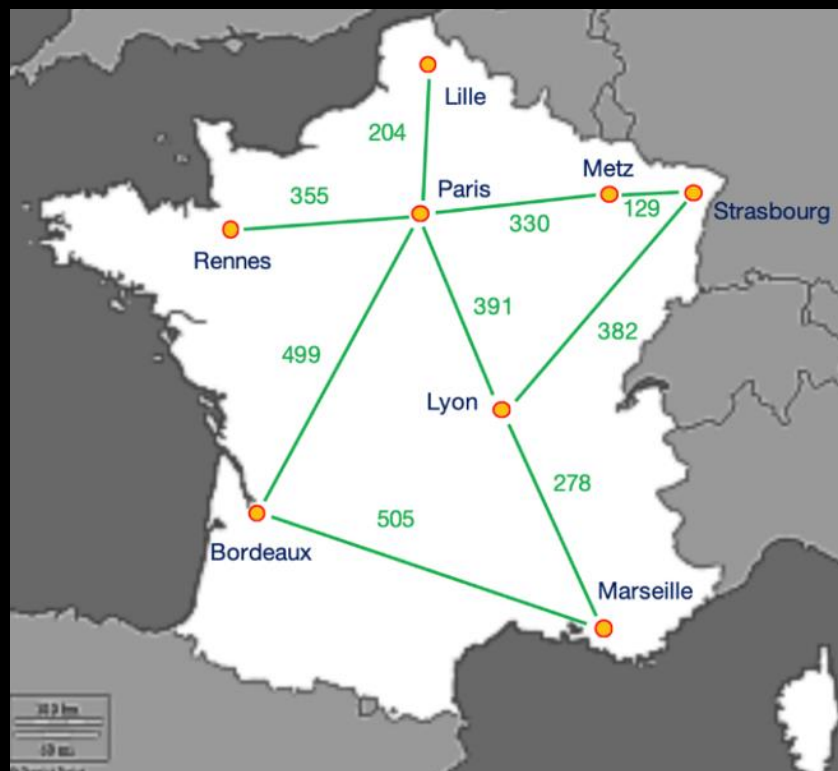 Lille
204
Metz
Paris
355
129
Strasbourg
330
Rennes
391
382
499
Lyon
278
505
Bordeaux
Marseille